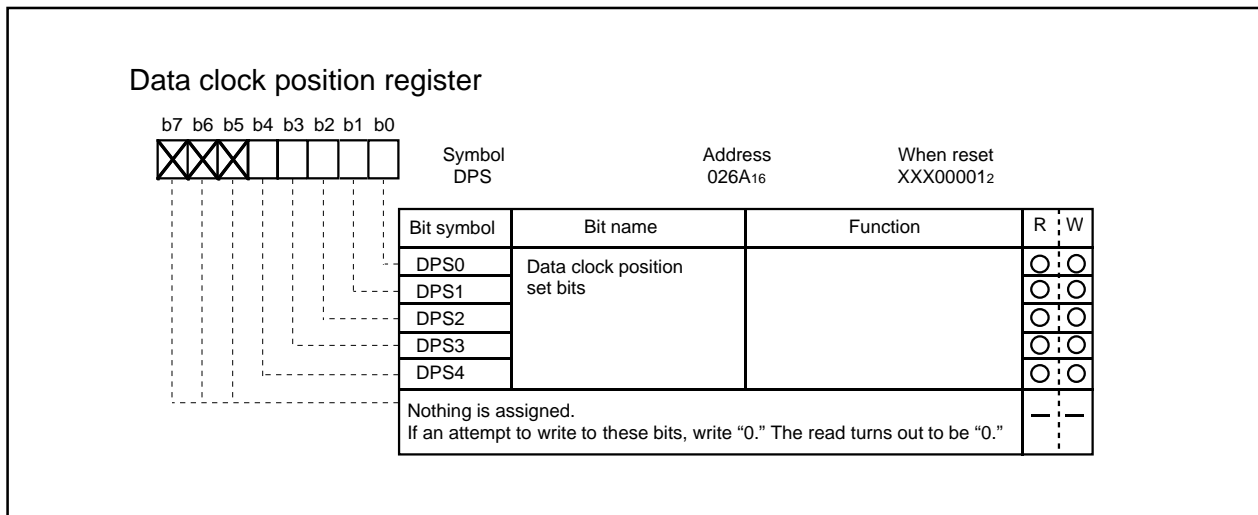 Data clock position register
b7 b6 b5 b4 b3 b2 b1 b0
Symbol Address When reset
DPS 026A16 XXX000012
Bit symbol Bit name Function R W
DPS0 Data clock position
set bits
DPS1
DPS2
DPS3
DPS4
Nothing is assigned.
If an attempt to write to these bits, write “0.” The read turns out to be “0.”